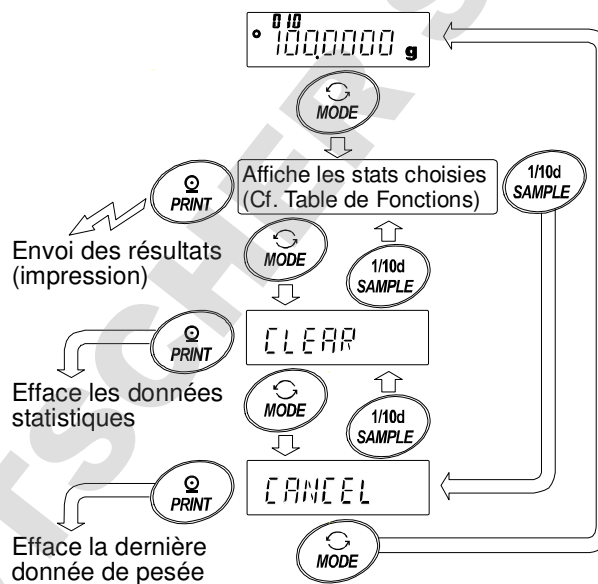 010
100.0000 g
MODE
Affiche les stats choisies
(Cf. Table de Fonctions)
PRINT
1/10d
SAMPLE
Envoi des résultats
(impression)
MODE
1/10d
SAMPLE
PRINT
CLEAR
Efface les données
statistiques
MODE
1/10d
SAMPLE
PRINT
CANCEL
Efface la dernière
donnée de pesée
MODE